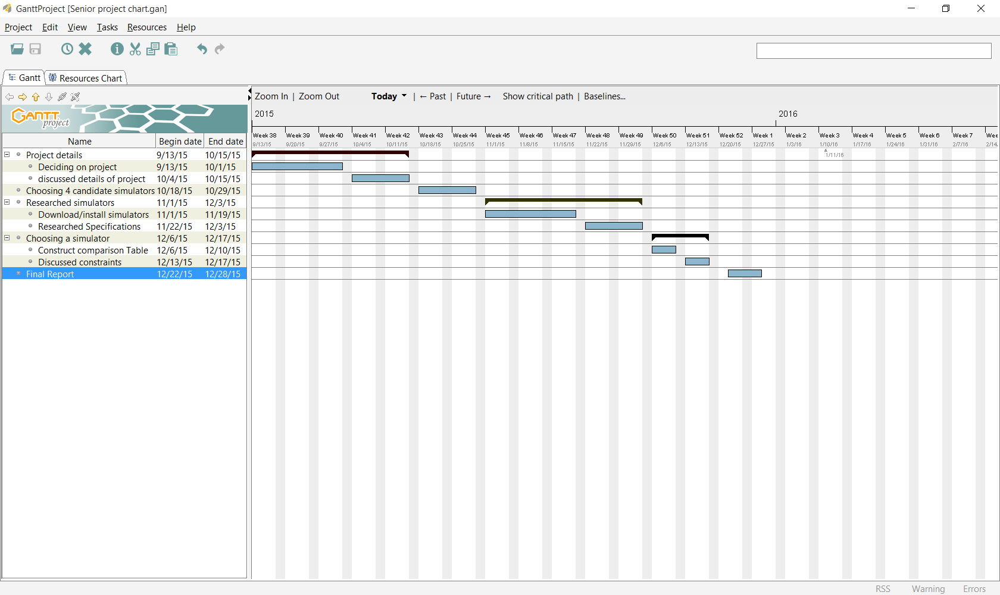 GanttProject [Senior project chart.gan]
Project Edit View Tasks Resources Help
Gantt Resources Chart
Zoom In | Zoom Out Today | ← Past | Future → Show critical path | Baselines...
GANTT project
2015 2016
Week 38 Week 39 Week 40 Week 41 Week 42 Week 43 Week 44 Week 45 Week 46 Week 47 Week 48 Week 49 Week 50 Week 51 Week 52 Week 1 Week 2 Week 3 Week 4 Week 5 Week 6 Week 7 Wee
9/13/15 9/20/15 9/27/15 10/4/15 10/11/15 10/18/15 10/25/15 11/1/15 11/8/15 11/15/15 11/22/15 11/29/15 12/6/15 12/13/15 12/20/15 12/27/15 1/3/16 1/10/16 1/17/16 1/24/16 1/31/16 2/7/16 2/14
1/11/16
Name Begin date End date
Project details 9/13/15 10/15/15
Deciding on project 9/13/15 10/1/15
discussed details of project 10/4/15 10/15/15
Choosing 4 candidate simulators 10/18/15 10/29/15
Researched simulators 11/1/15 12/3/15
Download/install simulators 11/1/15 11/19/15
Researched Specifications 11/22/15 12/3/15
Choosing a simulator 12/6/15 12/17/15
Construct comparison Table 12/6/15 12/10/15
Discussed constraints 12/13/15 12/17/15
Final Report 12/22/15 12/28/15
RSS Warning Errors